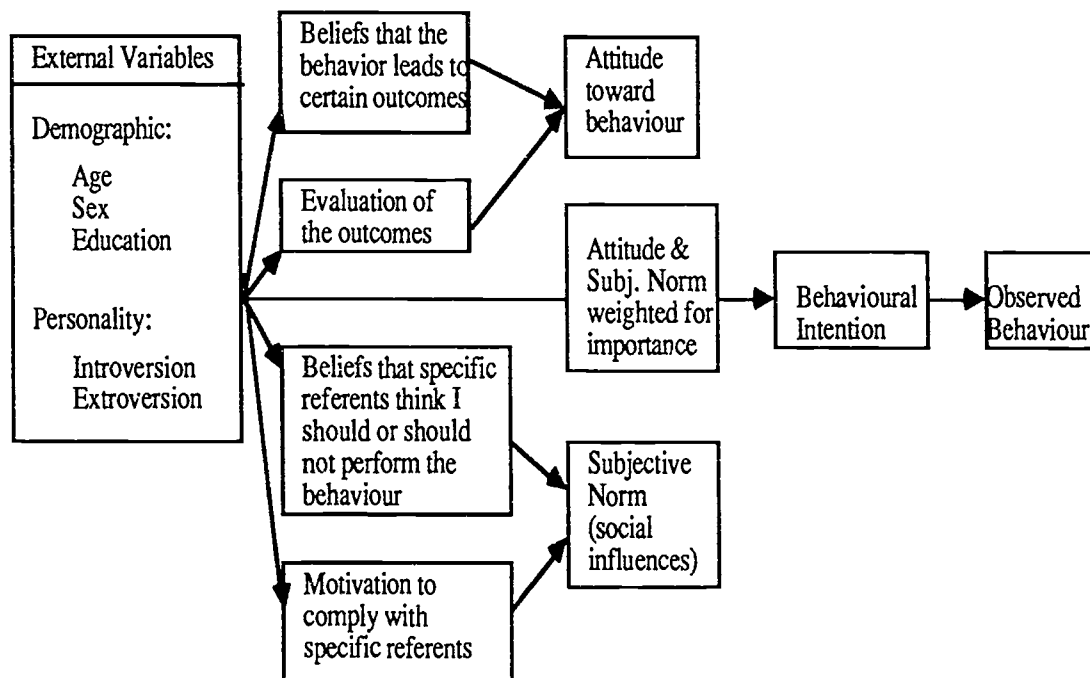 External Variables
Demographic:
Age
Sex
Education
Personality:
Introversion
Extroversion
Beliefs that the
behavior leads to
certain outcomes
Evaluation of
the outcomes
Beliefs that specific
referents think I
should or should
not perform the
behaviour
Motivation to
comply with
specific referents
Attitude
toward
behaviour
Attitude &
Subj. Norm
weighted for
importance
Subjective
Norm
(social
influences)
Behavioural
Intention
Observed
Behaviour